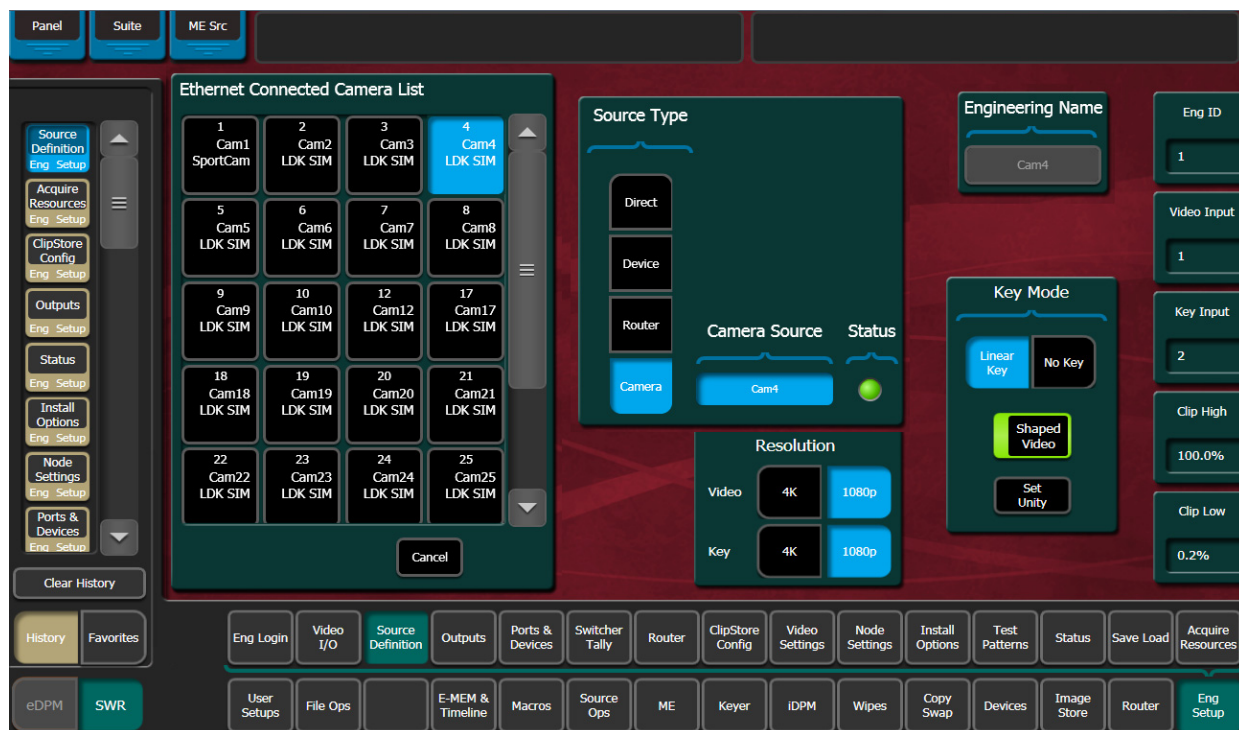 Panel
Suite
ME Src
Source
Definition
Eng Setup
Acquire
Resources
Eng Setup
ClipStore
Config
Eng Setup
Outputs
Eng Setup
Status
Eng Setup
Install
Options
Eng Setup
Node
Settings
Eng Setup
Ports &
Devices
Eng Setup
Clear History
History
Favorites
eDPM
SWR
Ethernet Connected Camera List
1
Cam1
SportCam
2
Cam2
LDK SIM
3
Cam3
LDK SIM
4
Cam4
LDK SIM
5
Cam5
LDK SIM
6
Cam6
LDK SIM
7
Cam7
LDK SIM
8
Cam8
LDK SIM
9
Cam9
LDK SIM
10
Cam10
LDK SIM
12
Cam12
LDK SIM
17
Cam17
LDK SIM
18
Cam18
LDK SIM
19
Cam19
LDK SIM
20
Cam20
LDK SIM
21
Cam21
LDK SIM
22
Cam22
LDK SIM
23
Cam23
LDK SIM
24
Cam24
LDK SIM
25
Cam25
LDK SIM
Cancel
Source Type
Direct
Device
Router
Camera
Camera Source
Cam4
Status
Resolution
Video
4K
1080p
Key
4K
1080p
Engineering Name
Cam4
Key Mode
Linear
Key
No Key
Shaped
Video
Set
Unity
Eng ID
1
Video Input
1
Key Input
2
Clip High
100.0%
Clip Low
0.2%
Eng Login
Video
I/O
Source
Definition
Outputs
Ports &
Devices
Switcher
Tally
Router
ClipStore
Config
Video
Settings
Node
Settings
Install
Options
Test
Patterns
Status
Save Load
Acquire
Resources
User
Setups
File Ops
E-MEM &
Timeline
Macros
Source
Ops
ME
Keyer
iDPM
Wipes
Copy
Swap
Devices
Image
Store
Router
Eng
Setup